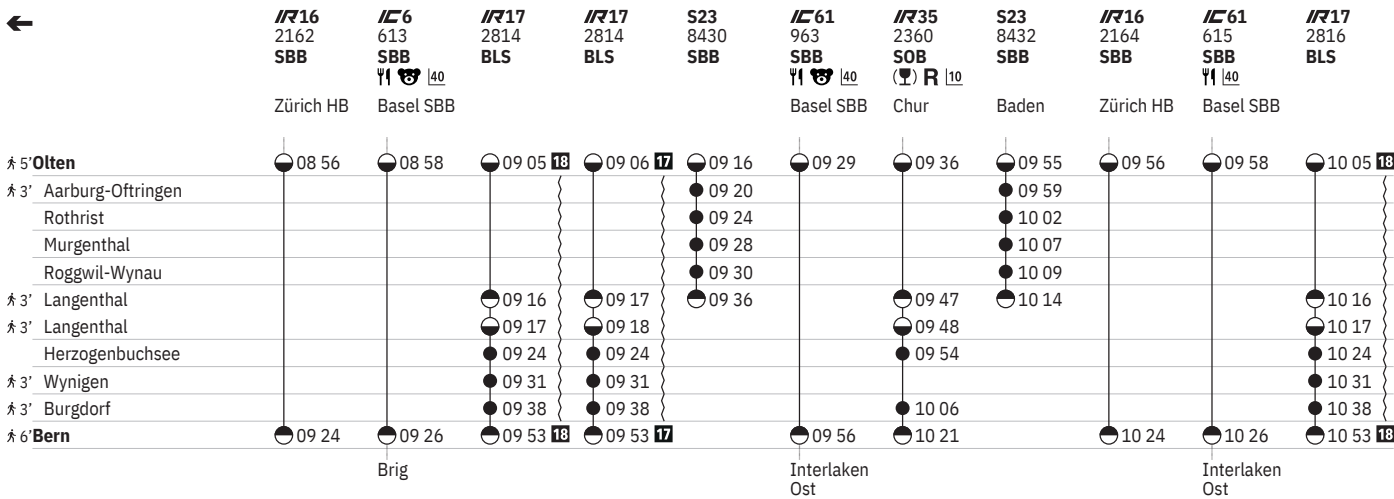 IR16 IC6 IR17 IR17 S23 IC61 IR35 S23 IR16 IC61 IR17
2162 613 2814 2814 8430 963 2360 8432 2164 615 2816
SBB SBB BLS BLS SBB SBB SOB SBB SBB SBB BLS
40 40 R 10 40
Zürich HB Basel SBB Basel SBB Chur Baden Zürich HB Basel SBB
5' Olten 08 56 08 58 09 05 18 09 06 17 09 16 09 29 09 36 09 55 09 56 09 58 10 05 18
3' Aarburg-Oftringen 09 20 09 59
Rothrist 09 24 10 02
Murgenthal 09 28 10 07
Roggwil-Wynau 09 30 10 09
3' Langenthal 09 16 09 17 09 36 09 47 10 14 10 16
3' Langenthal 09 17 09 18 09 48 10 17
Herzogenbuchsee 09 24 09 24 09 54 10 24
3' Wynigen 09 31 09 31 10 31
3' Burgdorf 09 38 09 38 10 06 10 38
6' Bern 09 24 09 26 09 53 18 09 53 17 09 56 10 21 10 24 10 26 10 53 18
Brig Interlaken Interlaken
Ost Ost